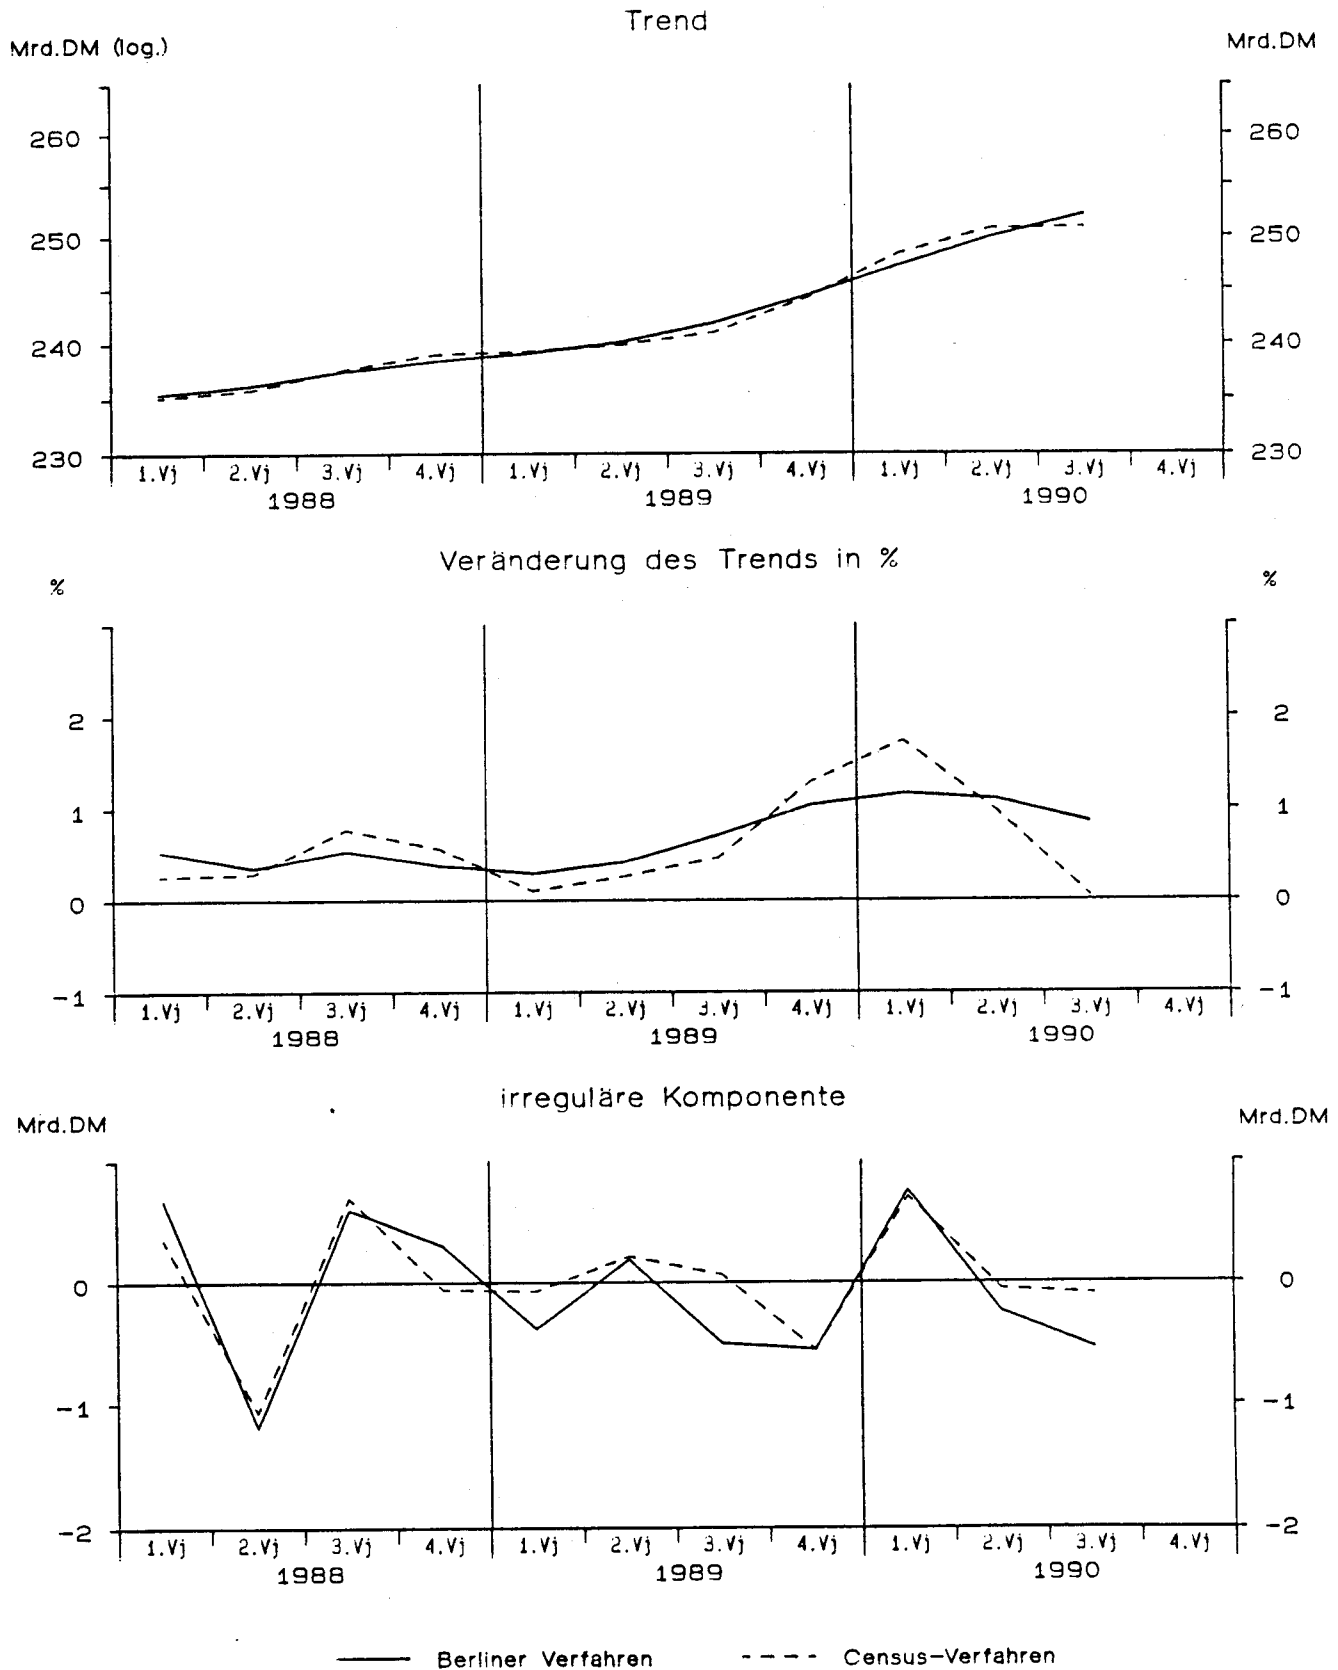 Trend
Mrd.DM (log.) Mrd.DM
260 260
250 250
240 240
230 230
1.Vj 2.Vj 3.Vj 4.Vj 1.Vj 2.Vj 3.Vj 4.Vj 1.Vj 2.Vj 3.Vj 4.Vj
1988 1989 1990
Veränderung des Trends in %
% %
2 2
1 1
0 0
-1 -1
1.Vj 2.Vj 3.Vj 4.Vj 1.Vj 2.Vj 3.Vj 4.Vj 1.Vj 2.Vj 3.Vj 4.Vj
1988 1989 1990
irreguläre Komponente
Mrd.DM Mrd.DM
0 0
-1 -1
-2 -2
1.Vj 2.Vj 3.Vj 4.Vj 1.Vj 2.Vj 3.Vj 4.Vj 1.Vj 2.Vj 3.Vj 4.Vj
1988 1989 1990
Berliner Verfahren Census-Verfahren